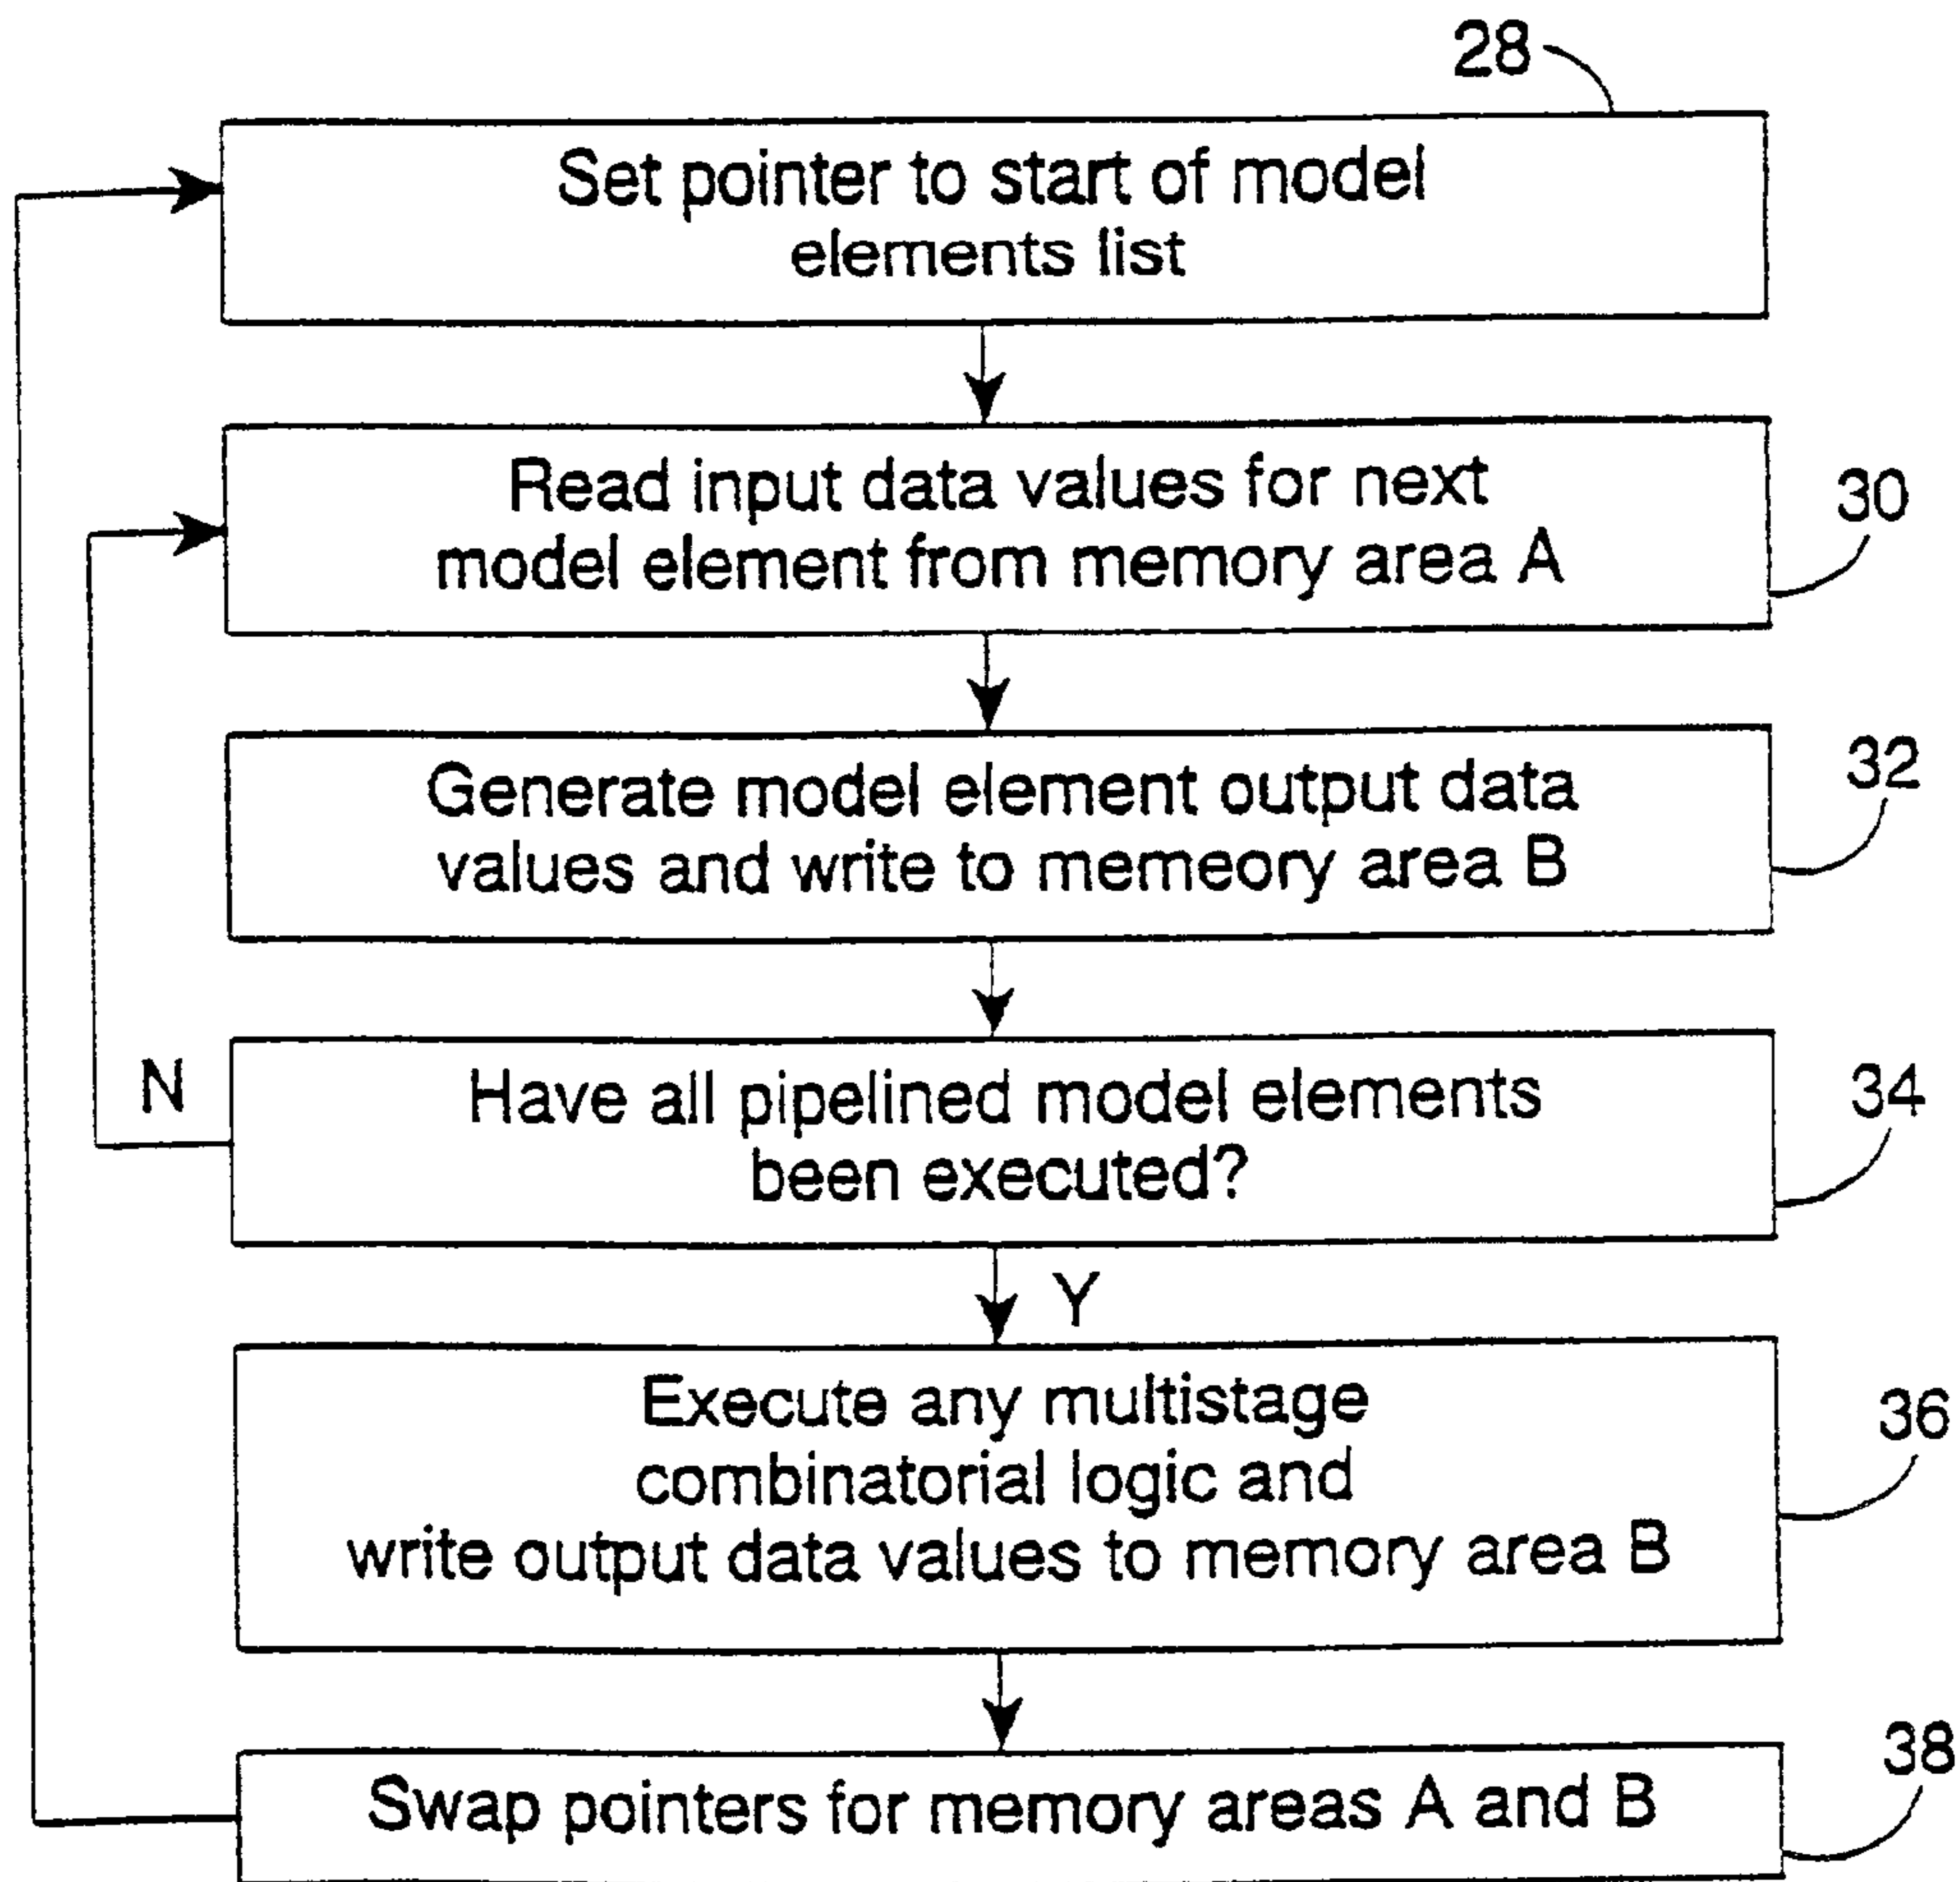 28
Set pointer to start of model
elements list
Read input data values for next
model element from memory area A
30
Generate model element output data
values and write to memeory area B
32
N
Have all pipelined model elements
been executed?
34
Y
Execute any multistage
combinatorial logic and
write output data values to memory area B
36
Swap pointers for memory areas A and B
38